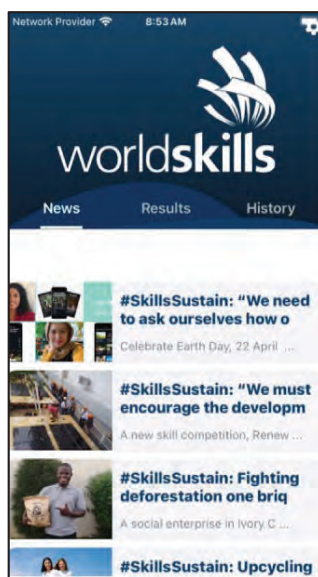 Network Provider 8:53 AM
worldskills
News Results History
#SkillsSustain: “We need
to ask ourselves how o
Celebrate Earth Day, 22 April ...
#SkillsSustain: “We must
encourage the developm
A new skill competition, Renew ...
#SkillsSustain: Fighting
deforestation one briq
A social enterprise in Ivory C ...
#SkillsSustain: Upcycling